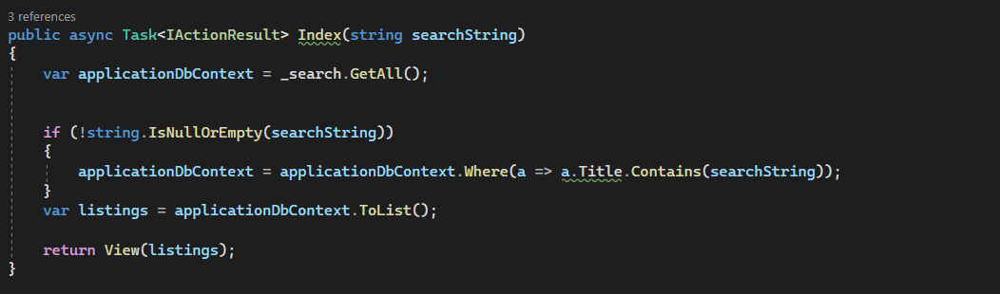 3 references
public async Task<IActionResult> Index(string searchString)
{
    var applicationDbContext = _search.GetAll();
    if (!string.IsNullOrEmpty(searchString))
    {
        applicationDbContext = applicationDbContext.Where(a => a.Title.Contains(searchString));
    }
    var listings = applicationDbContext.ToList();
    return View(listings);
}